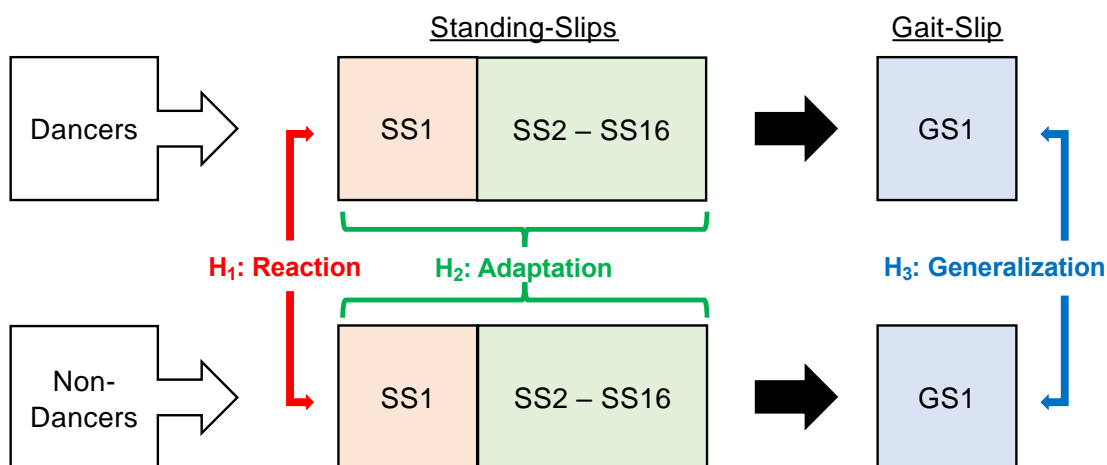 Standing-Slips
Gait-Slip
Dancers
SS1
SS2 – SS16
GS1
H₁: Reaction
H₂: Adaptation
H₃: Generalization
Non-
Dancers
SS1
SS2 – SS16
GS1